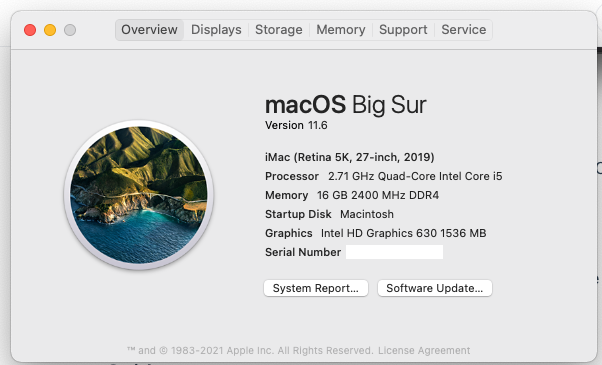 Overview Displays Storage Memory Support Service
macOS Big Sur
Version 11.6
iMac (Retina 5K, 27-inch, 2019)
Processor 2.71 GHz Quad-Core Intel Core i5
Memory 16 GB 2400 MHz DDR4
Startup Disk Macintosh
Graphics Intel HD Graphics 630 1536 MB
Serial Number
System Report... Software Update...
™ and © 1983-2021 Apple Inc. All Rights Reserved. License Agreement